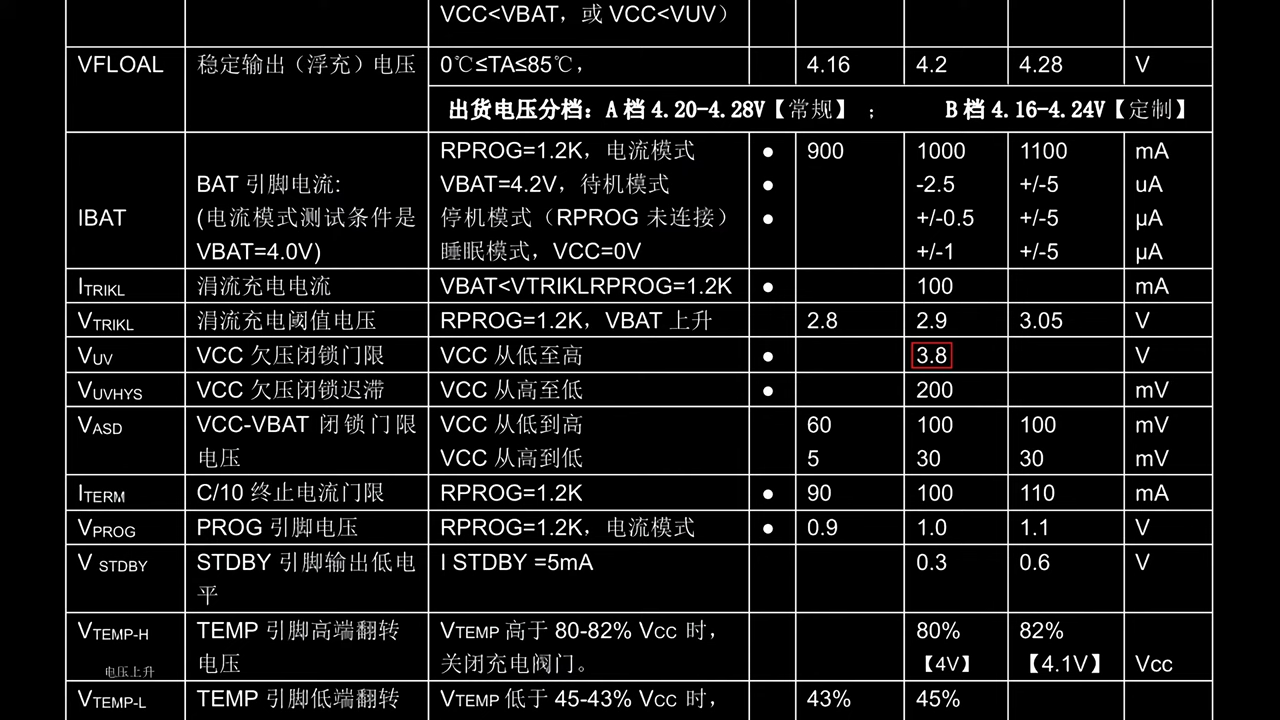 VCC<VBAT，或 VCC<VUV）
VFLOAL 稳定输出（浮充）电压 0℃≤TA≤85℃， 4.16 4.2 4.28 V
出货电压分档：A 档 4.20-4.28V【常规】 ； B 档 4.16-4.24V【定制】
RPROG=1.2K，电流模式 ● 900 1000 1100 mA
BAT 引脚电流: VBAT=4.2V，待机模式 ● -2.5 +/-5 uA
IBAT (电流模式测试条件是 停机模式（RPROG 未连接） ● +/-0.5 +/-5 μA
VBAT=4.0V) 睡眠模式，VCC=0V +/-1 +/-5 μA
ITRIKL 涓流充电电流 VBAT<VTRIKLRPROG=1.2K ● 100 mA
VTRIKL 涓流充电阈值电压 RPROG=1.2K，VBAT 上升 2.8 2.9 3.05 V
VUV VCC 欠压闭锁门限 VCC 从低至高 ● 3.8 V
VUVHYS VCC 欠压闭锁迟滞 VCC 从高至低 ● 200 mV
VASD VCC-VBAT 闭锁门限 VCC 从低到高 60 100 100 mV
电压 VCC 从高到低 5 30 30 mV
ITERM C/10 终止电流门限 RPROG=1.2K ● 90 100 110 mA
VPROG PROG 引脚电压 RPROG=1.2K，电流模式 ● 0.9 1.0 1.1 V
V STDBY STDBY 引脚输出低电 I STDBY =5mA 0.3 0.6 V
平
VTEMP-H TEMP 引脚高端翻转 VTEMP 高于 80-82% VCC 时， 80% 82%
电压上升 电压 关闭充电阀门。 【4V】 【4.1V】 Vcc
VTEMP-L TEMP 引脚低端翻转 VTEMP 低于 45-43% VCC 时， 43% 45%